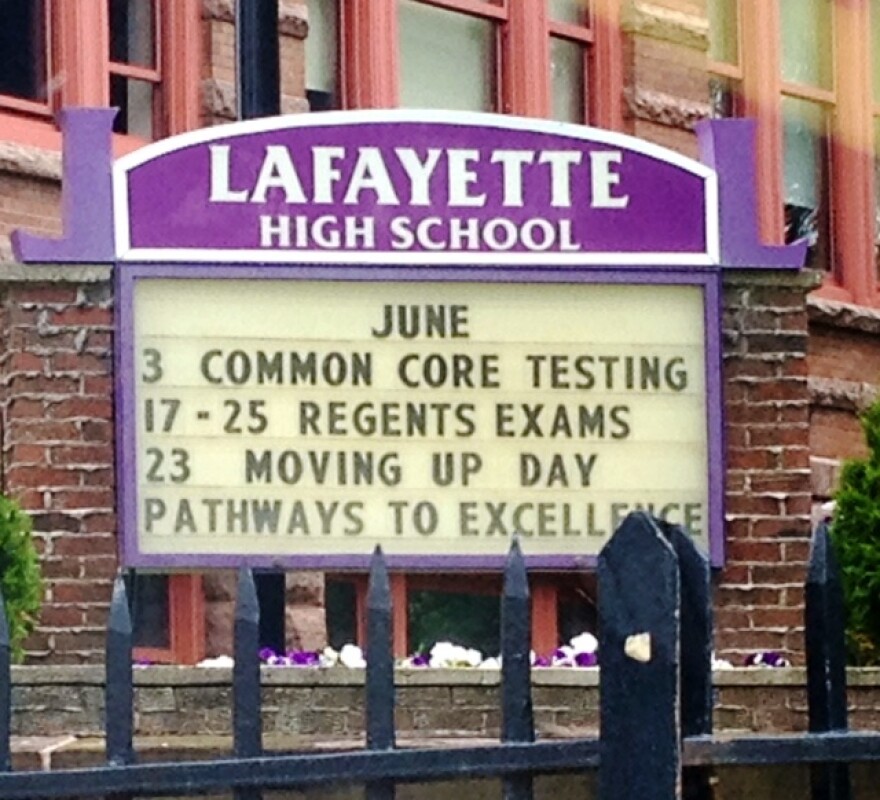 LAFAYETTE
HIGH SCHOOL
JUNE
3 COMMON CORE TESTING
17-25 REGENTS EXAMS
23 MOVING UP DAY
PATHWAYS TO EXCELLENCE